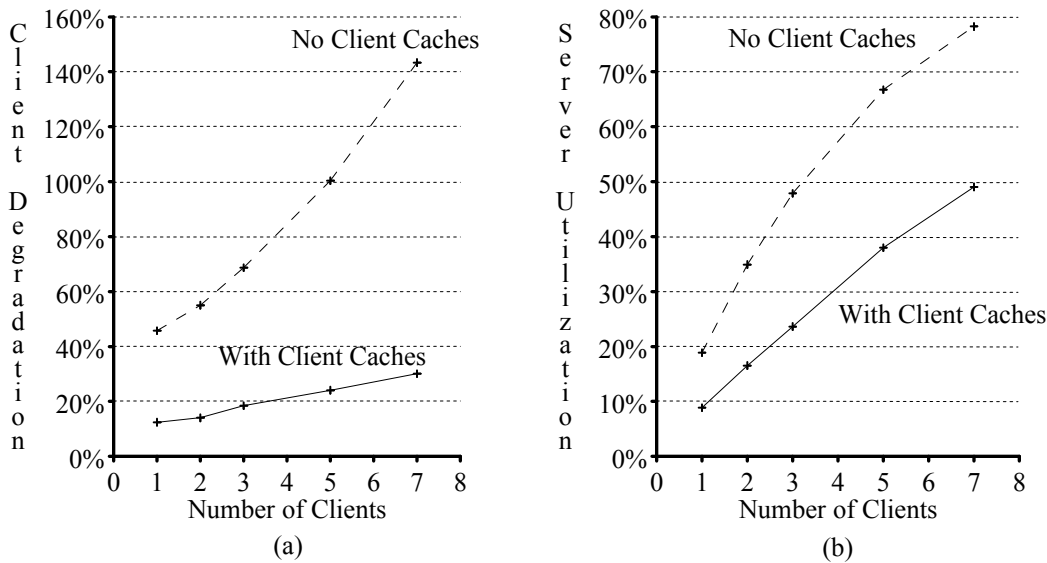 Client Degradation
160%
140%
120%
100%
80%
60%
40%
20%
0%
No Client Caches
With Client Caches
0 1 2 3 4 5 6 7 8
Number of Clients
(a)
Server Utilization
80%
70%
60%
50%
40%
30%
20%
10%
0%
No Client Caches
With Client Caches
0 1 2 3 4 5 6 7 8
Number of Clients
(b)